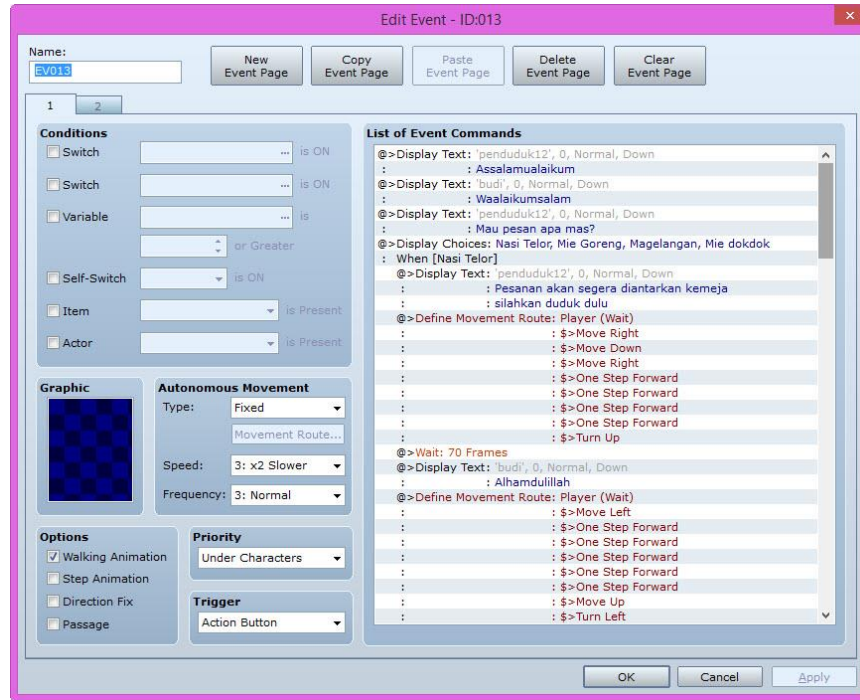 Edit Event - ID:013
Name:
EV013
New Event Page
Copy Event Page
Paste Event Page
Delete Event Page
Clear Event Page
1 2
Conditions
Switch ... is ON
Switch ... is ON
Variable ... is
or Greater
Self-Switch is ON
Item is Present
Actor is Present
Graphic
Autonomous Movement
Type: Fixed
Movement Route...
Speed: 3: x2 Slower
Frequency: 3: Normal
Options
Walking Animation
Step Animation
Direction Fix
Passage
Priority
Under Characters
Trigger
Action Button
List of Event Commands
@>Display Text: 'penduduk12', 0, Normal, Down
: : Assalamualaikum
@>Display Text: 'budi', 0, Normal, Down
: : Waalaikumsalam
@>Display Text: 'penduduk12', 0, Normal, Down
: : Mau pesan apa mas?
@>Display Choices: Nasi Telor, Mie Goreng, Magelangan, Mie dokdok
: When [Nasi Telor]
@>Display Text: 'penduduk12', 0, Normal, Down
: : Pesanan akan segera diantarkan kemeja
: : silahkan duduk dulu
@>Define Movement Route: Player (Wait)
: : $>Move Right
: : $>Move Down
: : $>Move Right
: : $>One Step Forward
: : $>One Step Forward
: : $>One Step Forward
: : $>One Step Forward
: : $>Turn Up
@>Wait: 70 Frames
@>Display Text: 'budi', 0, Normal, Down
: : Alhamdulillah
@>Define Movement Route: Player (Wait)
: : $>Move Left
: : $>One Step Forward
: : $>One Step Forward
: : $>One Step Forward
: : $>One Step Forward
: : $>One Step Forward
: : $>Move Up
: : $>Turn Left
OK
Cancel
Apply